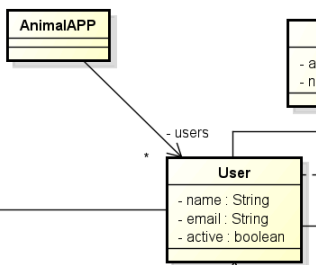 AnimalAPP
- a
- n
- users
*
User
- name : String
- email : String
- active : boolean